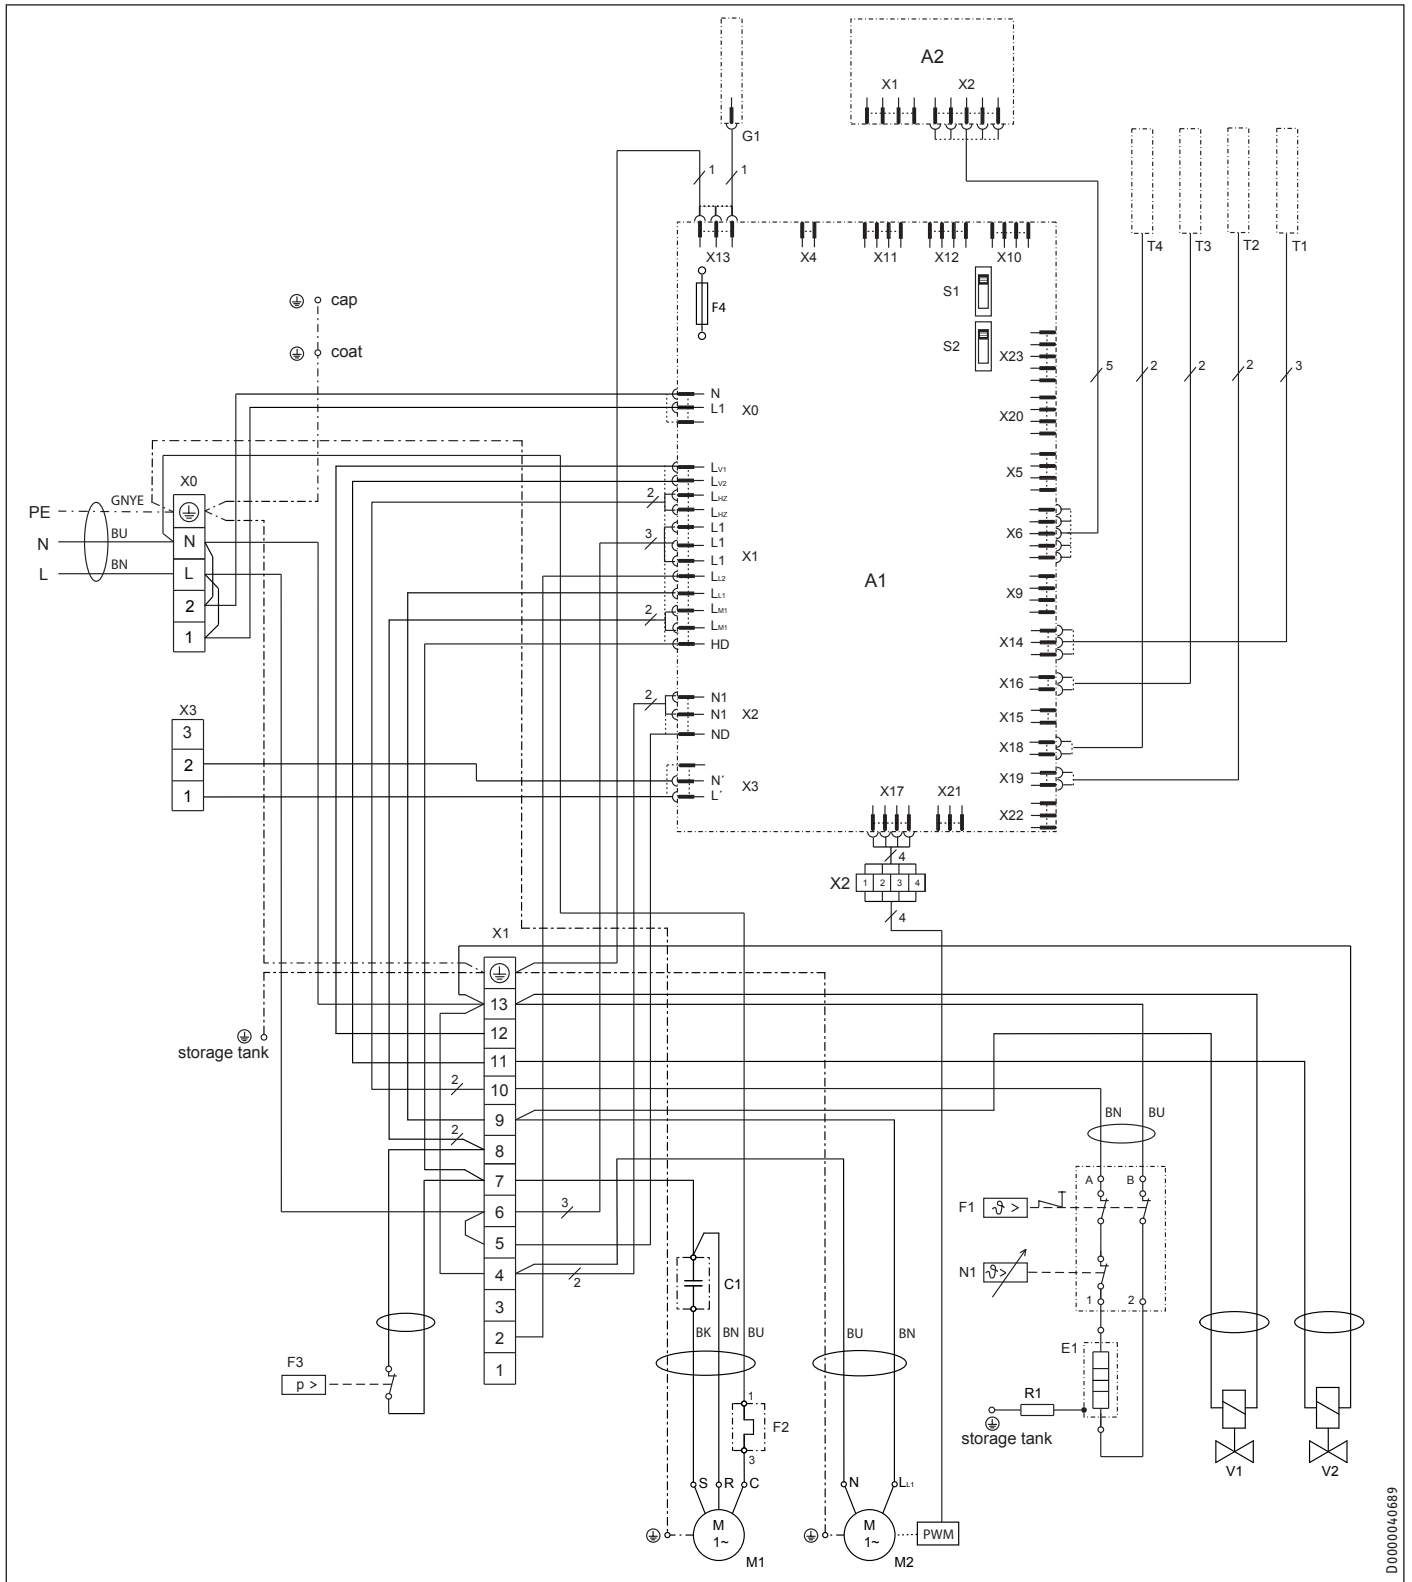 A2
X1 X2
G1
1 1
T4 T3 T2 T1
X13 X4 X11 X12 X10
S1
F4
S2
X23
5 2 2 2 3
cap
coat
N
L1 X0
X20
X5
X0
PE GNYE
N BU N
L BN L
2
1
LV1
LV2
2 LHZ
LHZ
L1
3 L1
L1
X1
LL2
LL1
LM1
2 LM1
HD
A1
X6
X9
X14
X16
X15
X18
X19
X22
2 N1
N1 X2
ND
N´ X3
L´
X3
3
2
1
X17 X21
4
X2 1 2 3 4
4
X1
13
12
11
2 10
9
2 8
7
6 3
5
4 2
3
2
1
storage tank
BN BU
A B
F1 ϑ >
N1 ϑ>
1 2
C1
BK BN BU
BU BN
F3
p >
E1
R1
storage tank
1
F2
3
S R C
N LL1
M
1~
M1
M
1~
M2
PWM
V1 V2
D0000040689